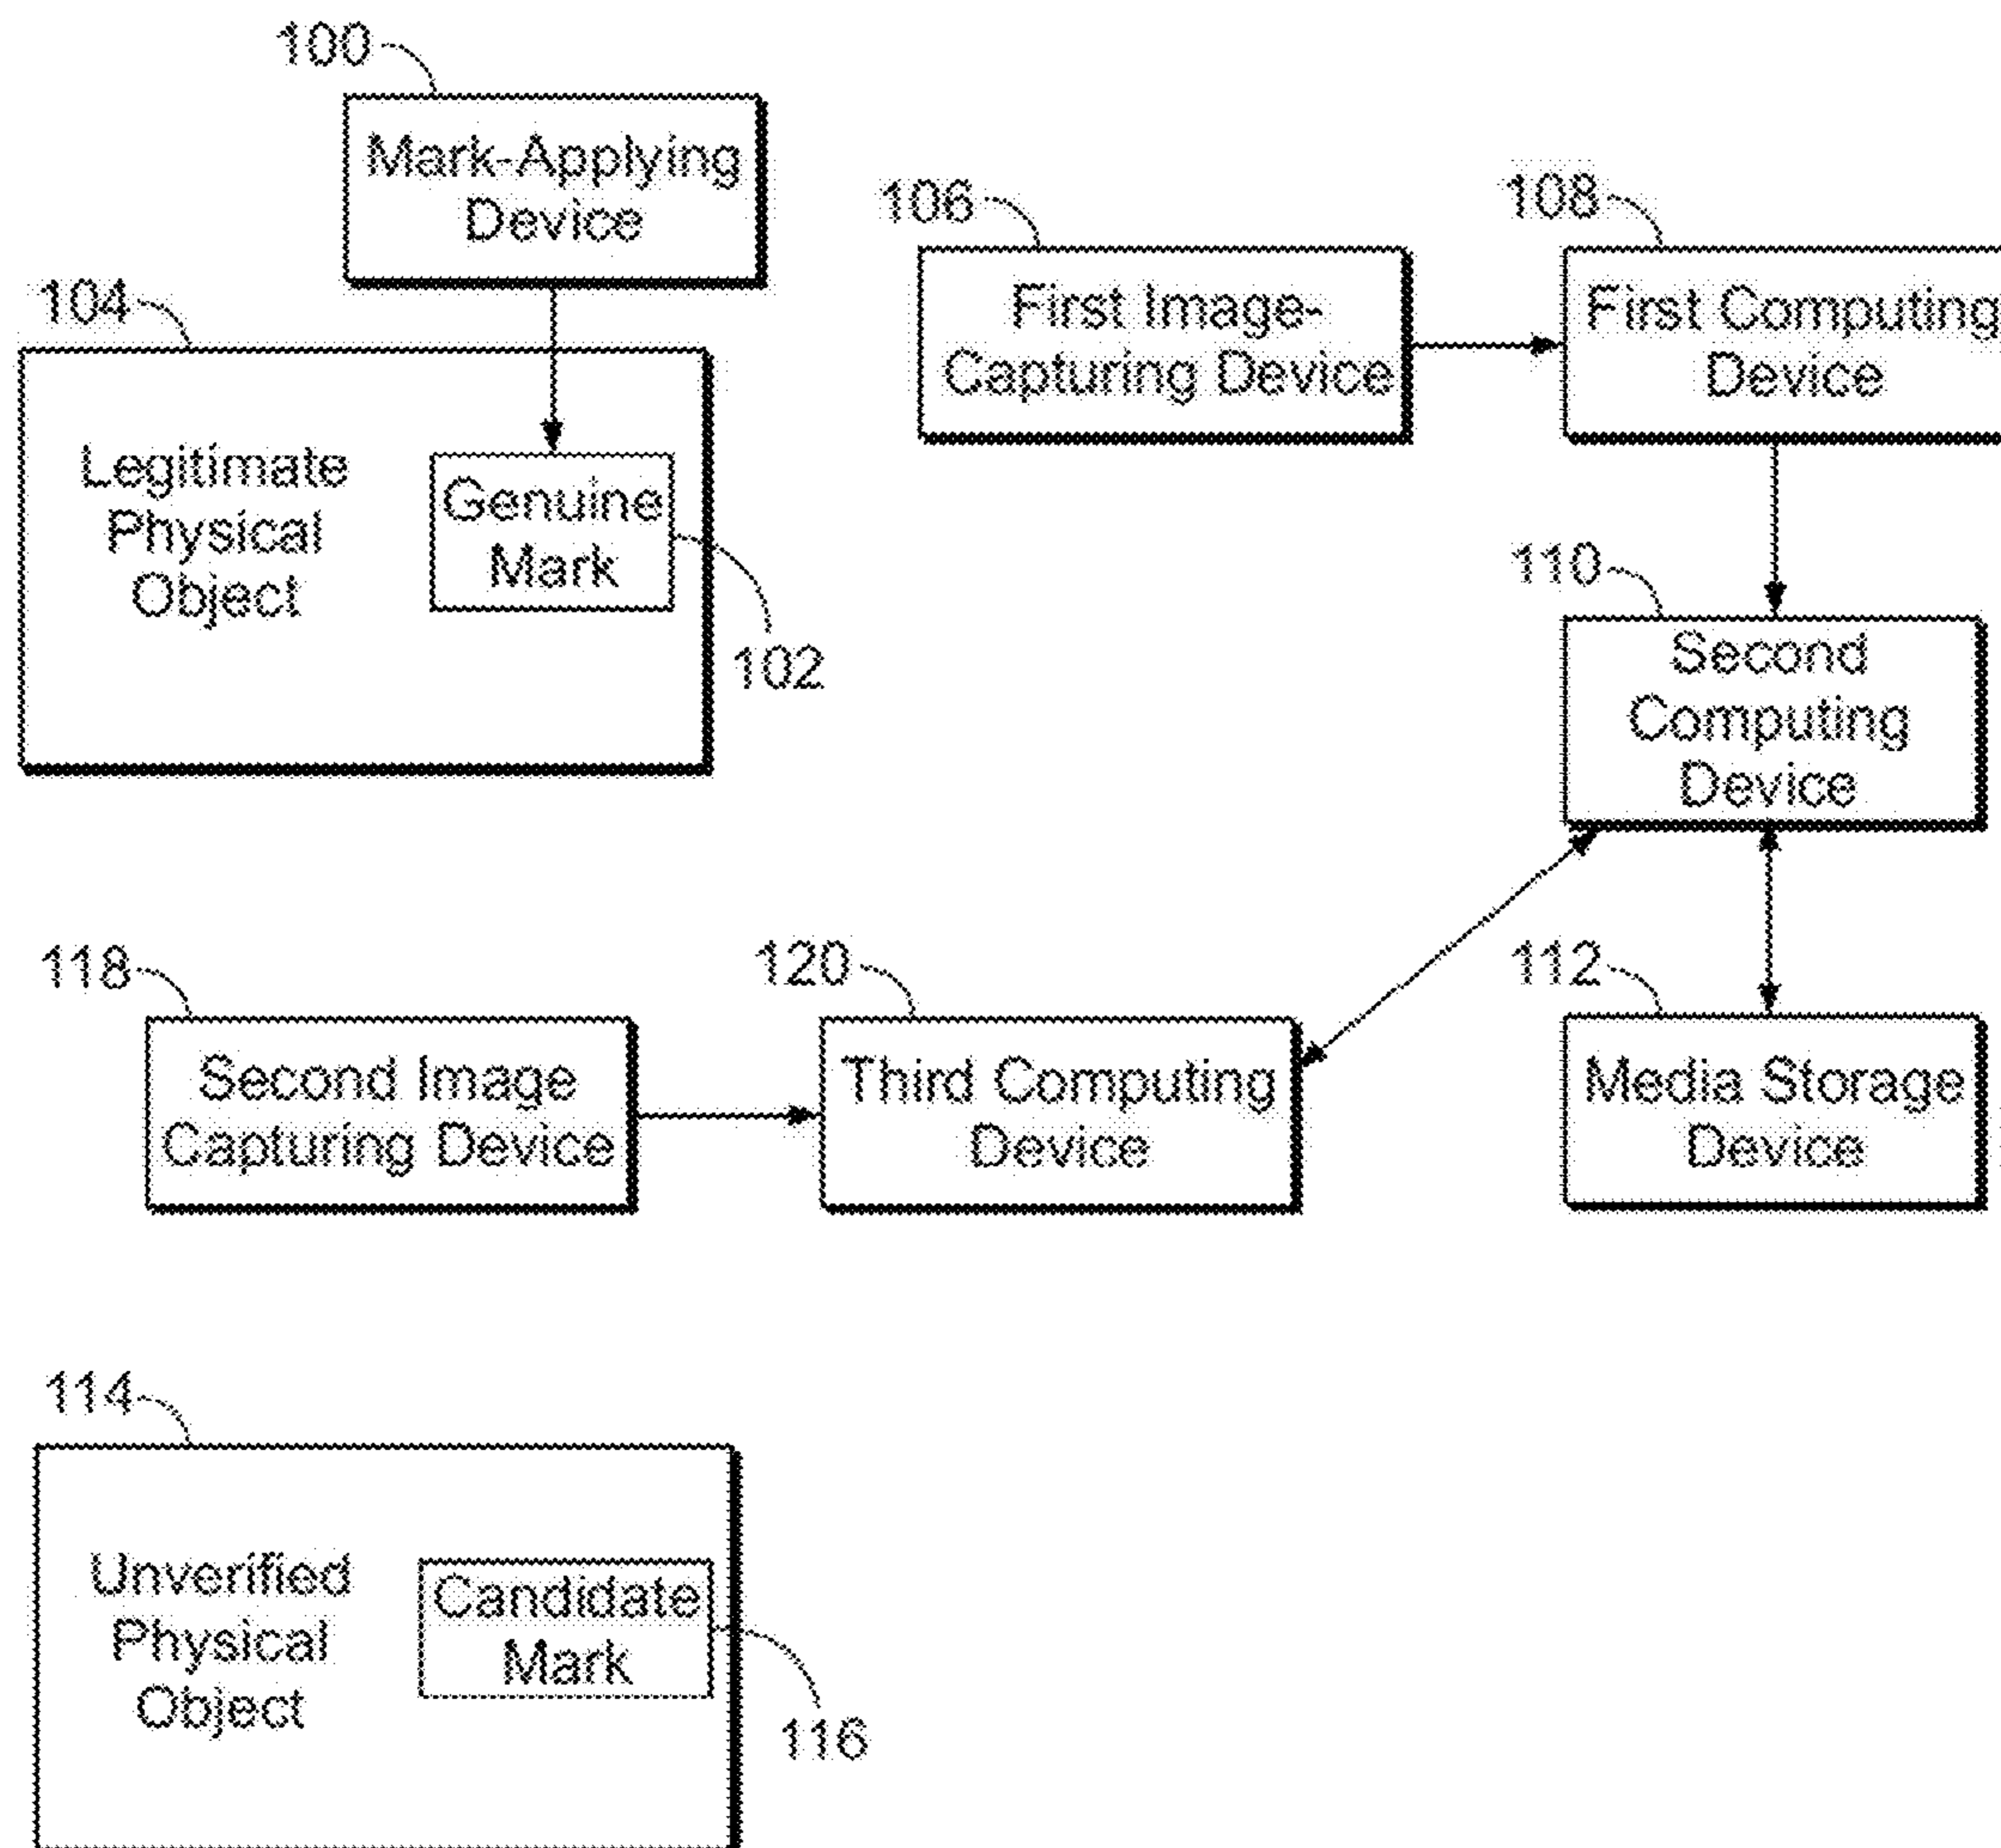 100
Mark-Applying
Device
104
Legitimate
Physical
Object
Genuine
Mark
102
106
First Image-
Capturing Device
108
First Computing
Device
110
Second
Computing
Device
118
Second Image
Capturing Device
120
Third Computing
Device
112
Media Storage
Device
114
Unverified
Physical
Object
Candidate
Mark
116